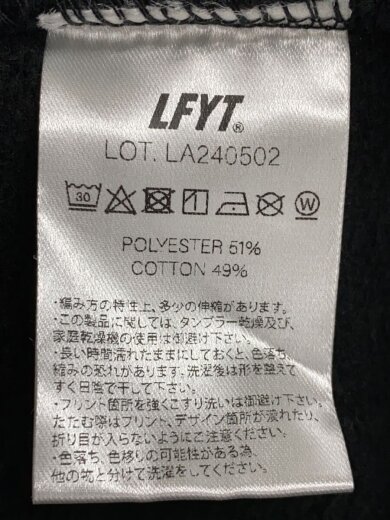 LFYT®
LOT. LA240502
30
W
POLYESTER 51%
COTTON 49%
・編み方の特性上、多少の伸縮があります。
・この製品に関しては、タンブラー乾燥及び、
家庭乾燥機の使用は御避け下さい。
・長い時間濡れたままにしておくと、色落ち、
縮みの恐れがあります。洗濯後は形を整えて
すぐ日陰で干して下さい。
・プリント箇所を強くこすり洗いは御避け下さい。
たたむ際はプリント、デザイン箇所が濡れたり、
折り目が入らないようにご注意ください。
・色落ち、色移りの可能性がある為、
他の物と分けて洗濯をしてください。